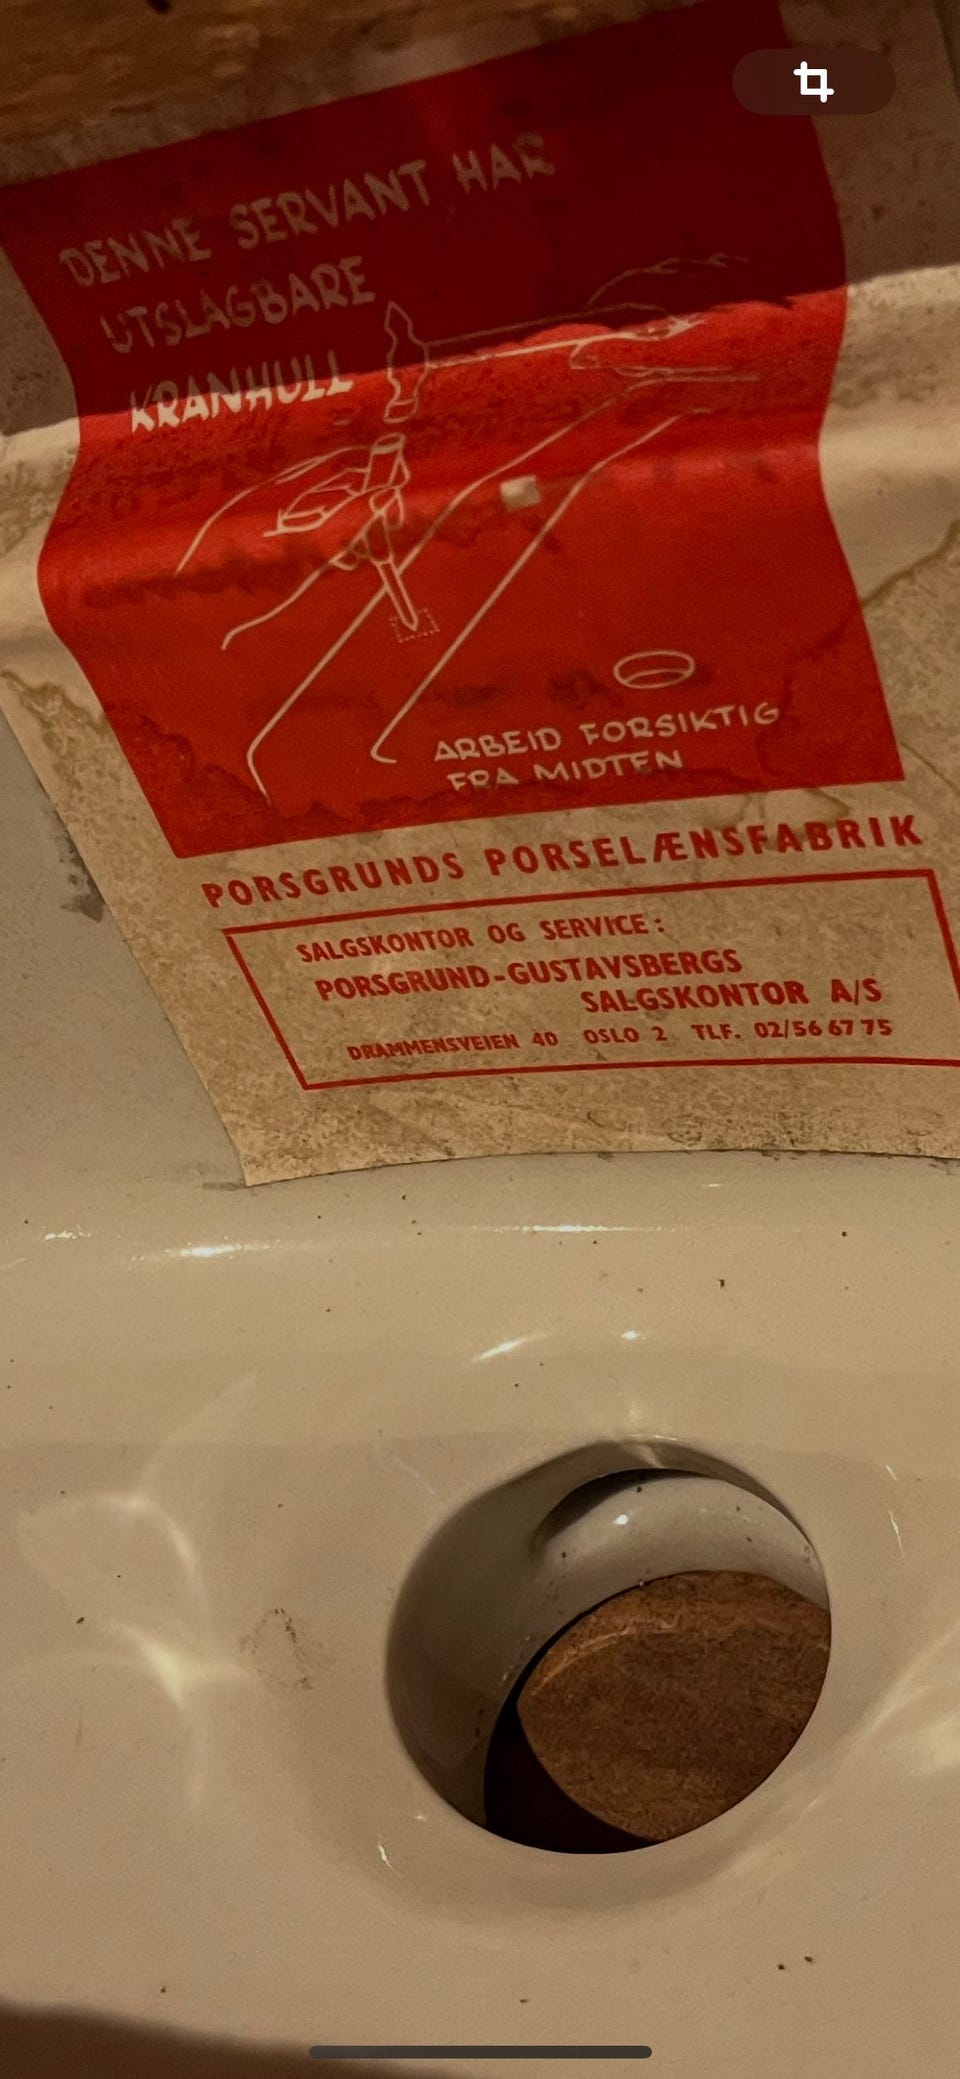 DENNE SERVANT HAR
UTSLAGBARE
KRANHULL
ARBEID FORSIKTIG
FRA MIDTEN
PORSGRUNDS PORSELÆNSFABRIK
SALGSKONTOR OG SERVICE:
PORSGRUND-GUSTAVSBERGS
SALGSKONTOR A/S
DRAMMENSVEIEN 40 OSLO 2 TLF. 02/56 67 75